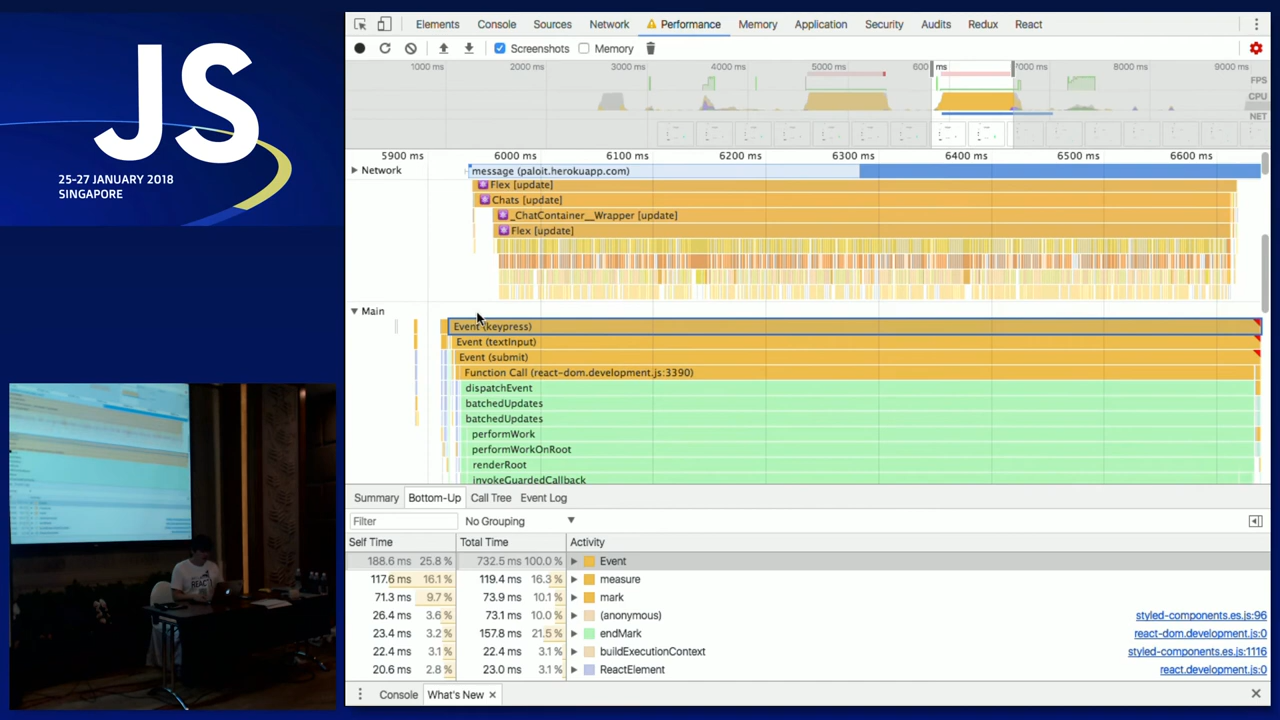 JS
25-27 JANUARY 2018
SINGAPORE
Elements Console Sources Network Performance Memory Application Security Audits Redux React
Screenshots Memory
1000 ms 2000 ms 3000 ms 4000 ms 5000 ms 600 ms 7000 ms 8000 ms 9000 ms
FPS
CPU
NET
5900 ms 6000 ms 6100 ms 6200 ms 6300 ms 6400 ms 6500 ms 6600 ms
Network message (paloit.herokuapp.com)
Flex [update]
Chats [update]
_ChatContainer__Wrapper [update]
Flex [update]
Main
Event (keypress)
Event (textInput)
Event (submit)
Function Call (react-dom.development.js:3390)
dispatchEvent
batchedUpdates
batchedUpdates
performWork
performWorkOnRoot
renderRoot
invokeGuardedCallback
Summary Bottom-Up Call Tree Event Log
Filter No Grouping
Self Time Total Time Activity
188.6 ms 25.8 % 732.5 ms 100.0 % Event
117.6 ms 16.1 % 119.4 ms 16.3 % measure
71.3 ms 9.7 % 73.9 ms 10.1 % mark
26.4 ms 3.6 % 73.1 ms 10.0 % (anonymous) styled-components.es.js:96
23.4 ms 3.2 % 157.8 ms 21.5 % endMark react-dom.development.js:0
22.4 ms 3.1 % 22.4 ms 3.1 % buildExecutionContext styled-components.es.js:1116
20.6 ms 2.8 % 23.0 ms 3.1 % ReactElement react.development.js:0
Console What's New